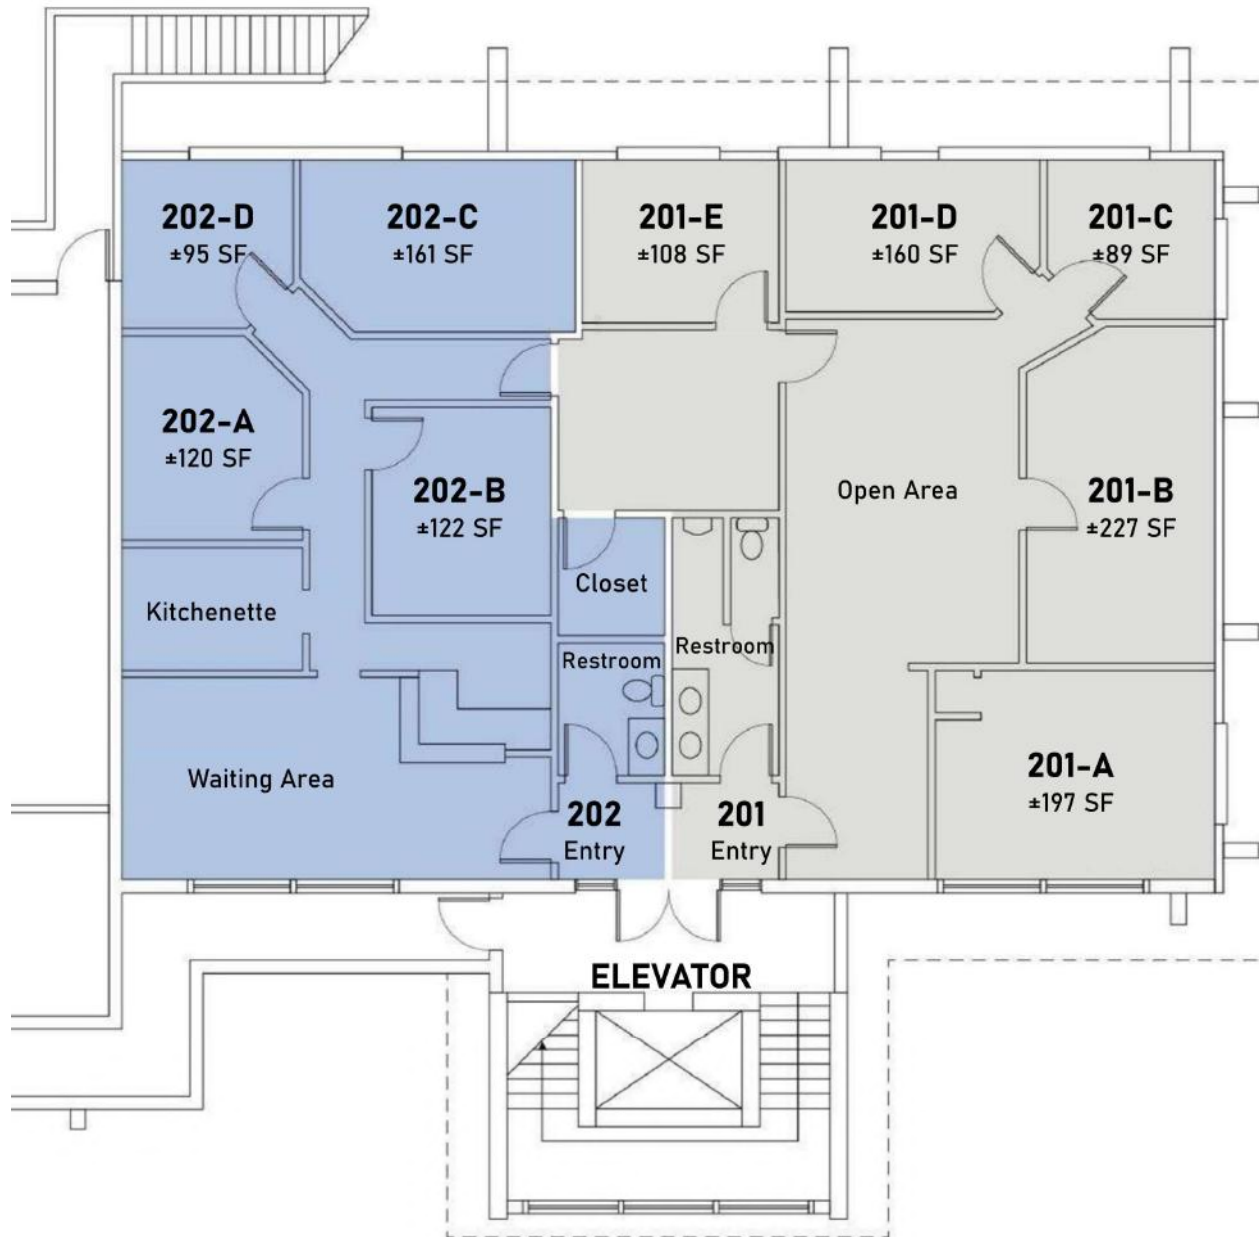 202-D
±95 SF
202-C
±161 SF
201-E
±108 SF
201-D
±160 SF
201-C
±89 SF
202-A
±120 SF
202-B
±122 SF
Open Area
201-B
±227 SF
Kitchenette
Closet
Restroom
Restroom
Waiting Area
202
Entry
201
Entry
201-A
±197 SF
ELEVATOR